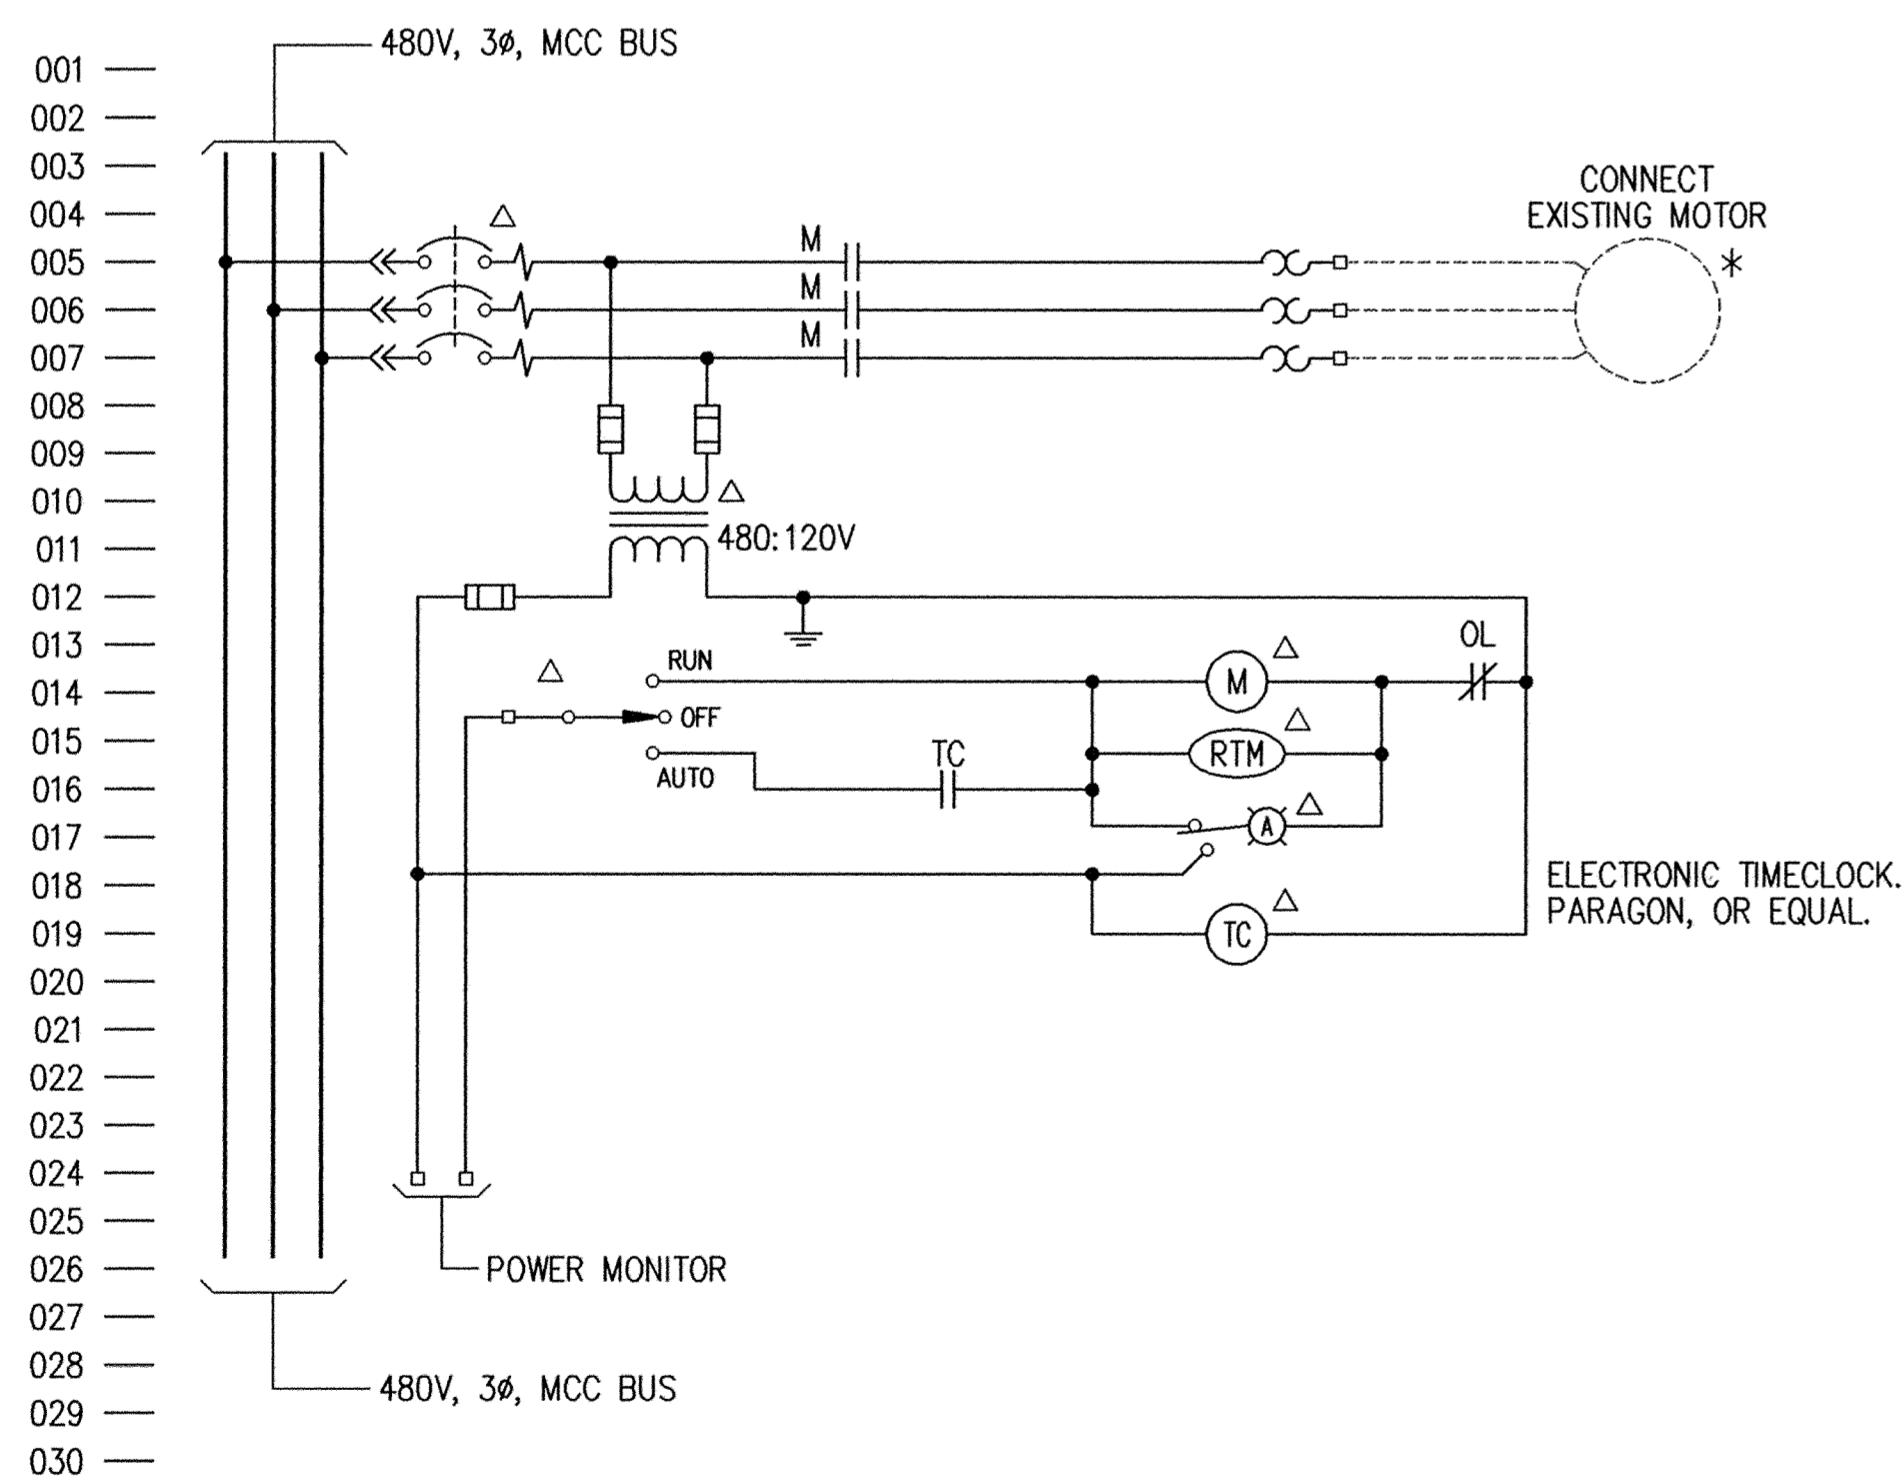 480V, 3ø, MCC BUS
001
002
003
CONNECT
EXISTING MOTOR
004
M
005
*
M
006
M
007
008
009
010
480:120V
011
012
013
OL
RUN
014
M
OFF
015
TC
RTM
AUTO
016
017
A
018
ELECTRONIC TIMECLOCK.
PARAGON, OR EQUAL.
019
TC
020
021
022
023
024
025
026
POWER MONITOR
027
028
480V, 3ø, MCC BUS
029
030